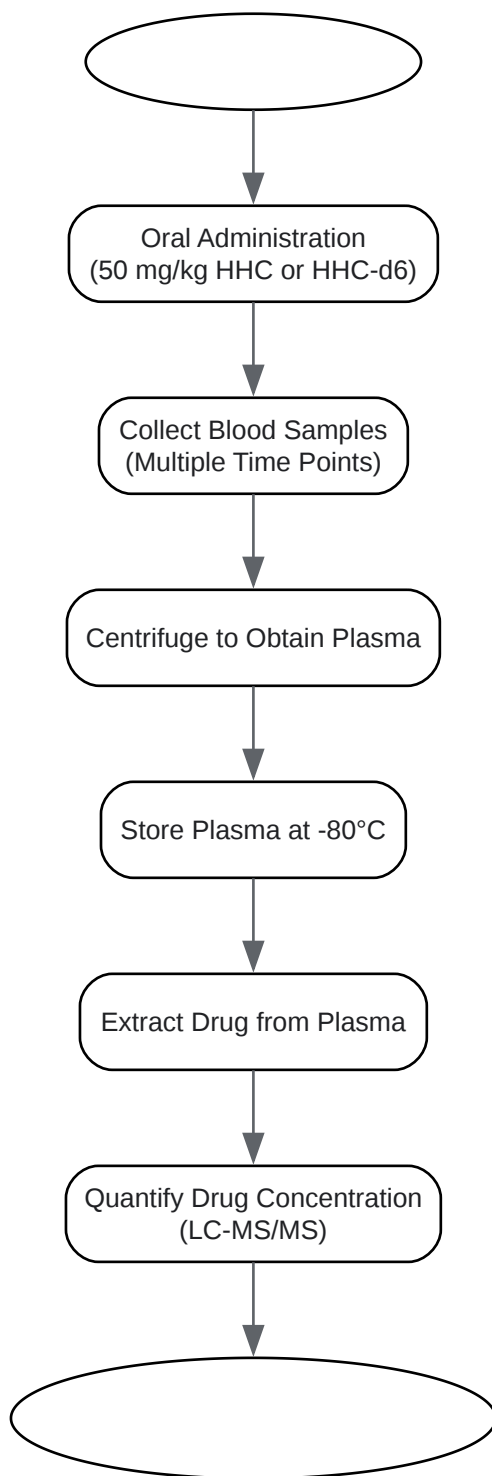 Oral Administration
(50 mg/kg HHC or HHC-d6)
Collect Blood Samples
(Multiple Time Points)
Centrifuge to Obtain Plasma
Store Plasma at -80°C
Extract Drug from Plasma
Quantify Drug Concentration
(LC-MS/MS)